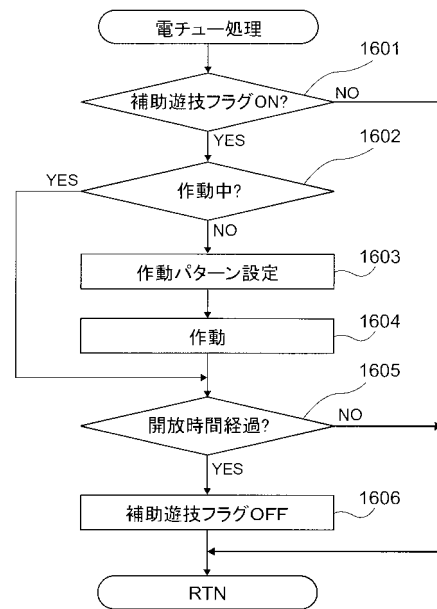 電チュー処理
1601
補助遊技フラグON?
NO
YES
1602
YES
作動中?
NO
1603
作動パターン設定
1604
作動
1605
開放時間経過?
NO
YES
1606
補助遊技フラグOFF
RTN